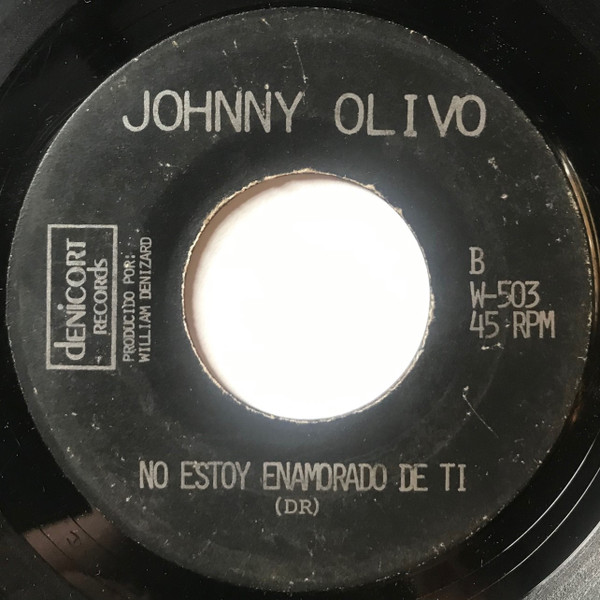 JOHNNY OLIVO
dENiCORT
RECORdS
PRODUCIDO POR:
WILLIAM DENIZARD
B
W-503
45 RPM
NO ESTOY ENAMORADO DE TI
(DR)